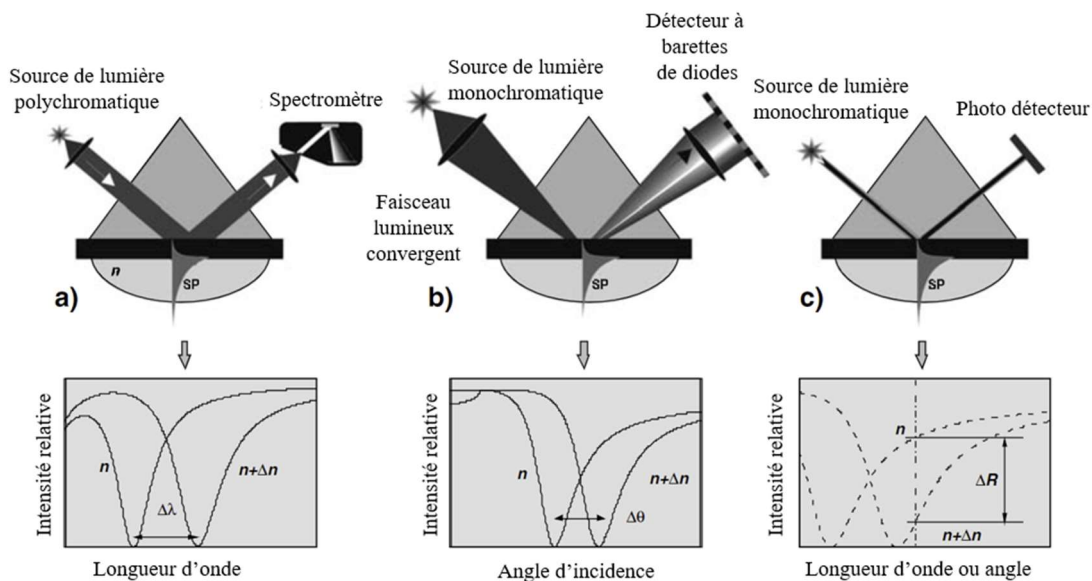 Source de lumière
polychromatique
Spectromètre
n
SP
a)
Source de lumière
monochromatique
Détecteur à
barettes
de diodes
Faisceau
lumineux
convergent
SP
b)
Source de lumière
monochromatique
Photo détecteur
SP
c)
Intensité relative
n
n+Δn
Δλ
Longueur d'onde
Intensité relative
n
n+Δn
Δθ
Angle d'incidence
Intensité relative
n
ΔR
n+Δn
Longueur d'onde ou angle